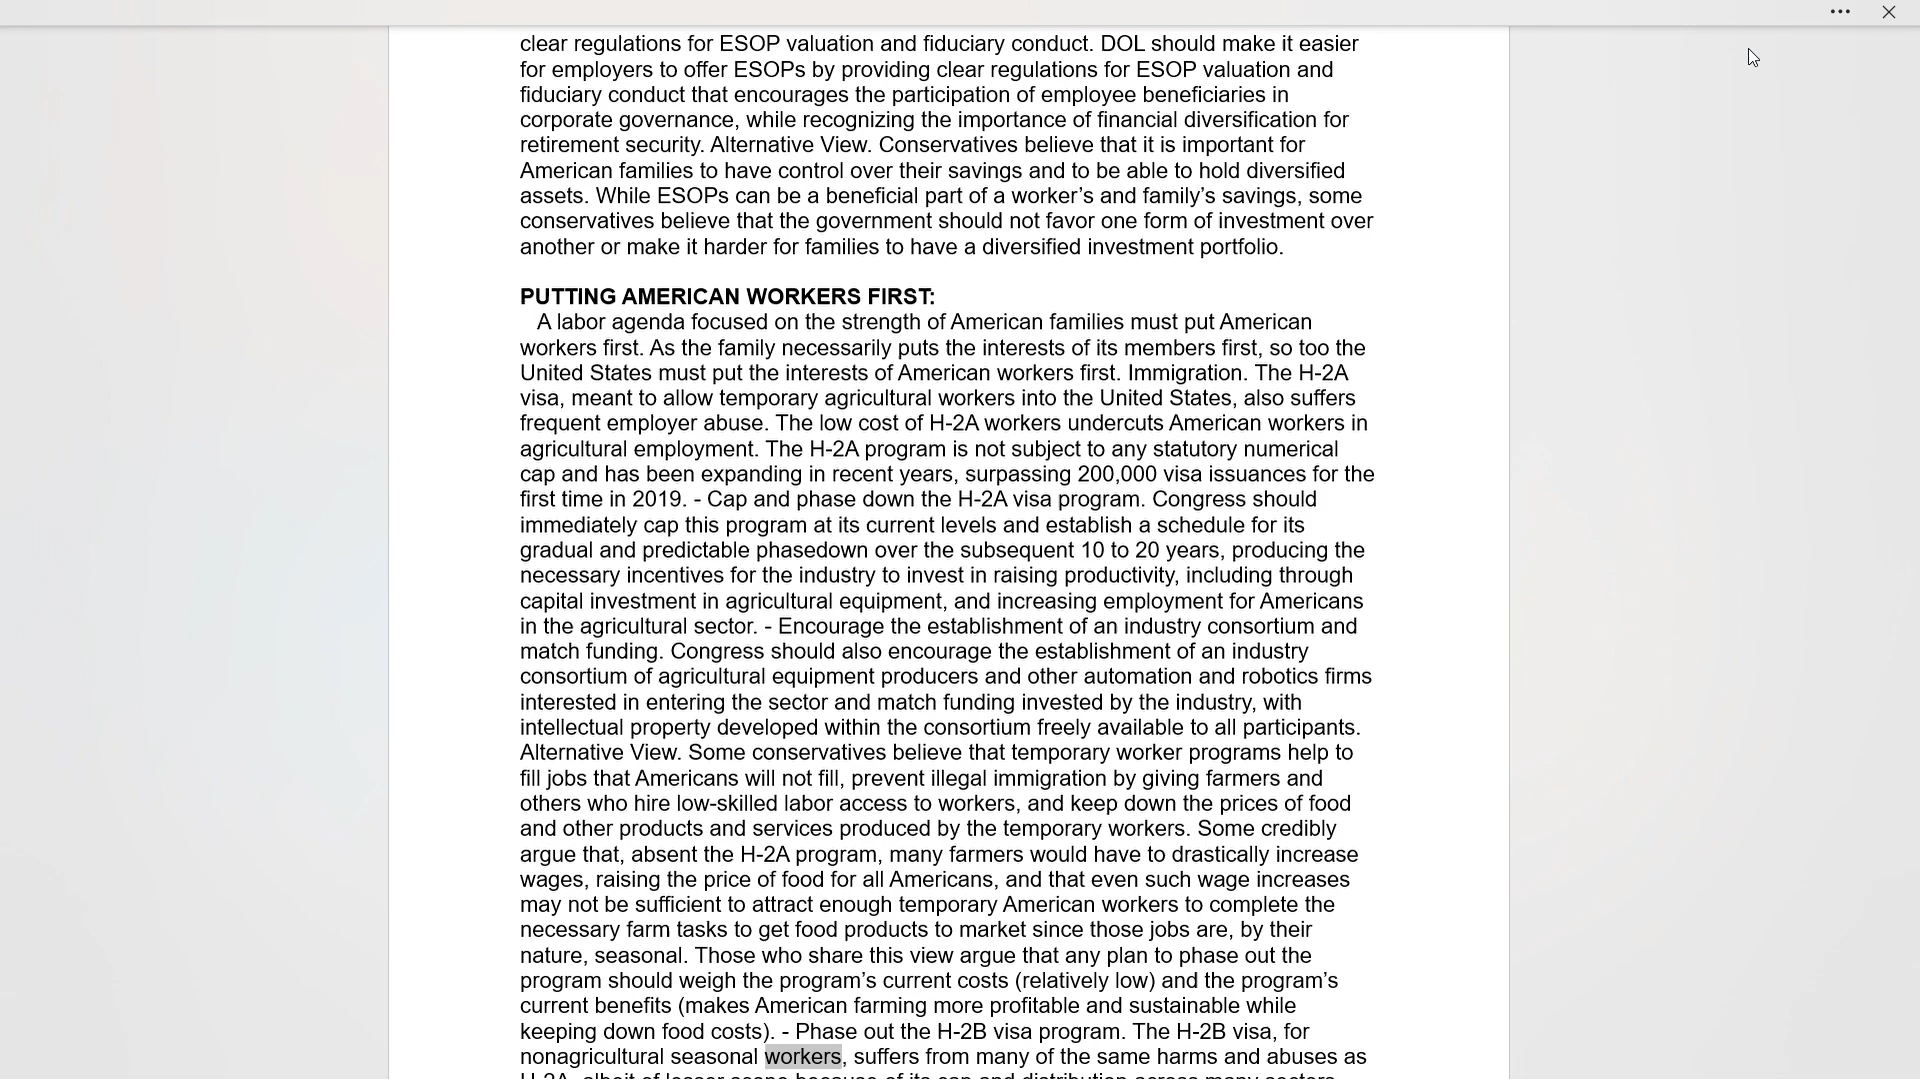 clear regulations for ESOP valuation and fiduciary conduct. DOL should make it easier
for employers to offer ESOPs by providing clear regulations for ESOP valuation and
fiduciary conduct that encourages the participation of employee beneficiaries in
corporate governance, while recognizing the importance of financial diversification for
retirement security. Alternative View. Conservatives believe that it is important for
American families to have control over their savings and to be able to hold diversified
assets. While ESOPs can be a beneficial part of a worker’s and family’s savings, some
conservatives believe that the government should not favor one form of investment over
another or make it harder for families to have a diversified investment portfolio.
PUTTING AMERICAN WORKERS FIRST:
A labor agenda focused on the strength of American families must put American
workers first. As the family necessarily puts the interests of its members first, so too the
United States must put the interests of American workers first. Immigration. The H-2A
visa, meant to allow temporary agricultural workers into the United States, also suffers
frequent employer abuse. The low cost of H-2A workers undercuts American workers in
agricultural employment. The H-2A program is not subject to any statutory numerical
cap and has been expanding in recent years, surpassing 200,000 visa issuances for the
first time in 2019. - Cap and phase down the H-2A visa program. Congress should
immediately cap this program at its current levels and establish a schedule for its
gradual and predictable phasedown over the subsequent 10 to 20 years, producing the
necessary incentives for the industry to invest in raising productivity, including through
capital investment in agricultural equipment, and increasing employment for Americans
in the agricultural sector. - Encourage the establishment of an industry consortium and
match funding. Congress should also encourage the establishment of an industry
consortium of agricultural equipment producers and other automation and robotics firms
interested in entering the sector and match funding invested by the industry, with
intellectual property developed within the consortium freely available to all participants.
Alternative View. Some conservatives believe that temporary worker programs help to
fill jobs that Americans will not fill, prevent illegal immigration by giving farmers and
others who hire low-skilled labor access to workers, and keep down the prices of food
and other products and services produced by the temporary workers. Some credibly
argue that, absent the H-2A program, many farmers would have to drastically increase
wages, raising the price of food for all Americans, and that even such wage increases
may not be sufficient to attract enough temporary American workers to complete the
necessary farm tasks to get food products to market since those jobs are, by their
nature, seasonal. Those who share this view argue that any plan to phase out the
program should weigh the program’s current costs (relatively low) and the program’s
current benefits (makes American farming more profitable and sustainable while
keeping down food costs). - Phase out the H-2B visa program. The H-2B visa, for
nonagricultural seasonal workers, suffers from many of the same harms and abuses as
H-2A, albeit of lesser scope because of its cap and distribution across many sectors.